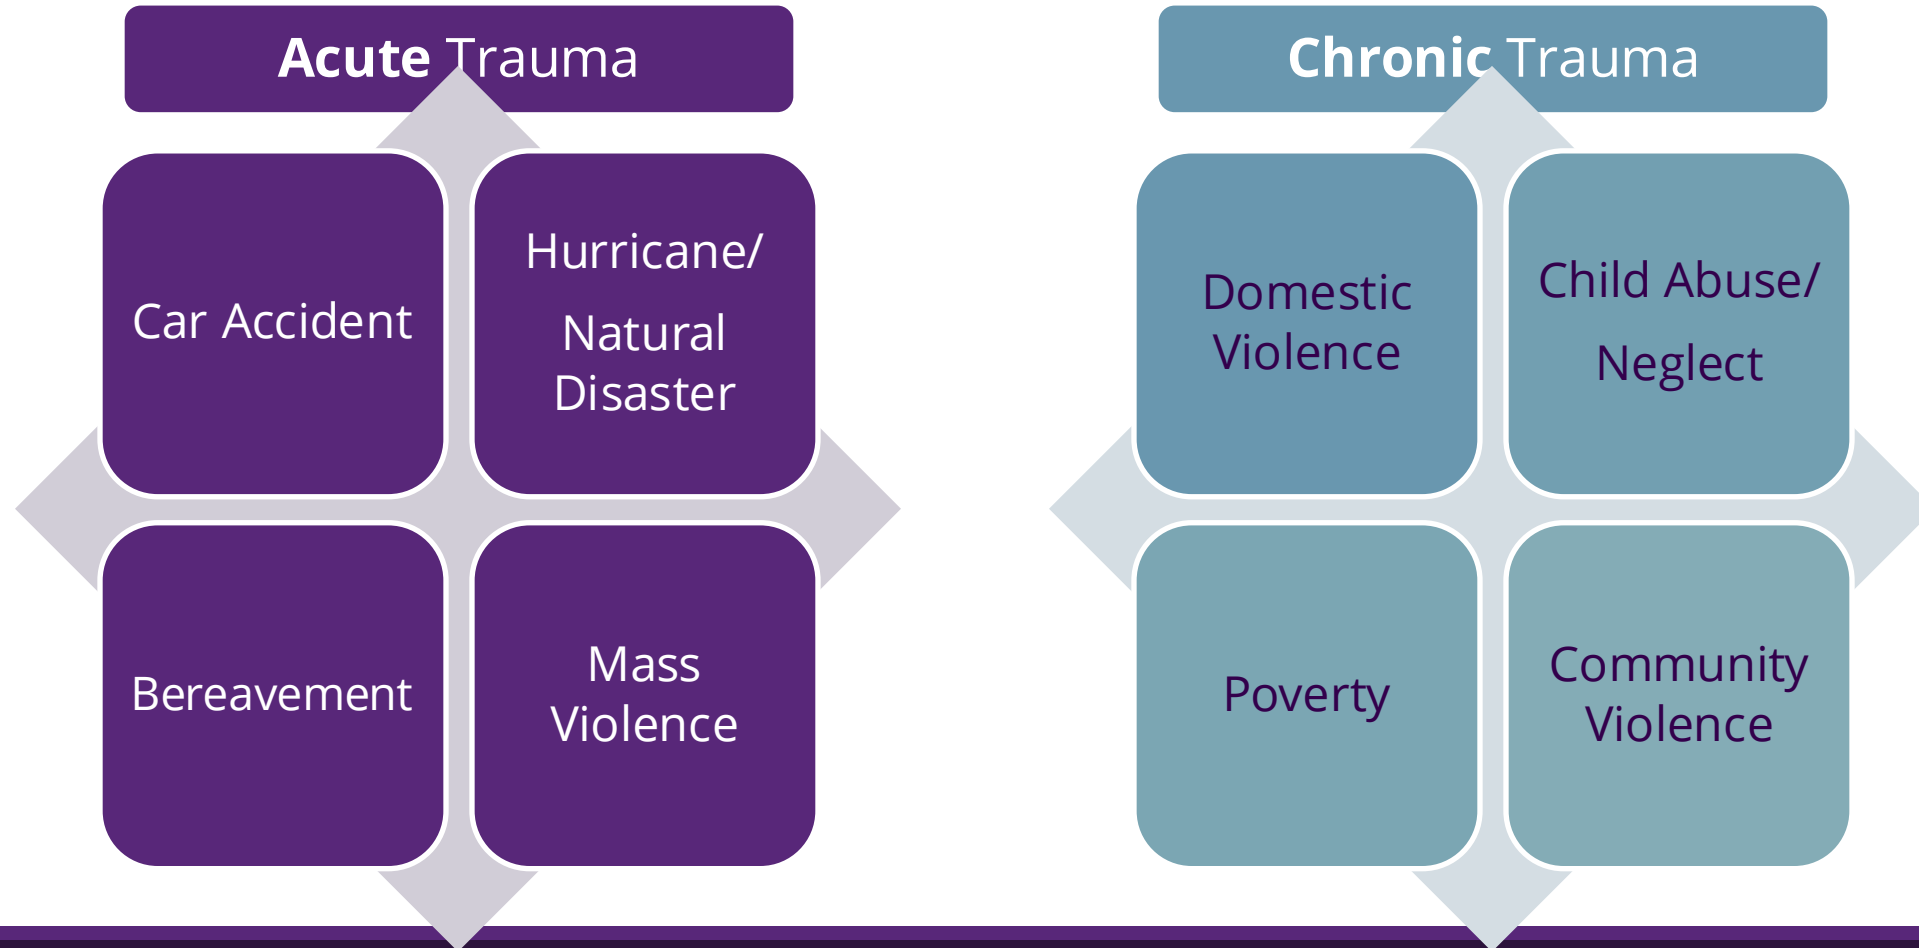 Acute Trauma
Car Accident
Hurricane/
Natural
Disaster
Bereavement
Mass
Violence
Chronic Trauma
Domestic
Violence
Child Abuse/
Neglect
Poverty
Community
Violence